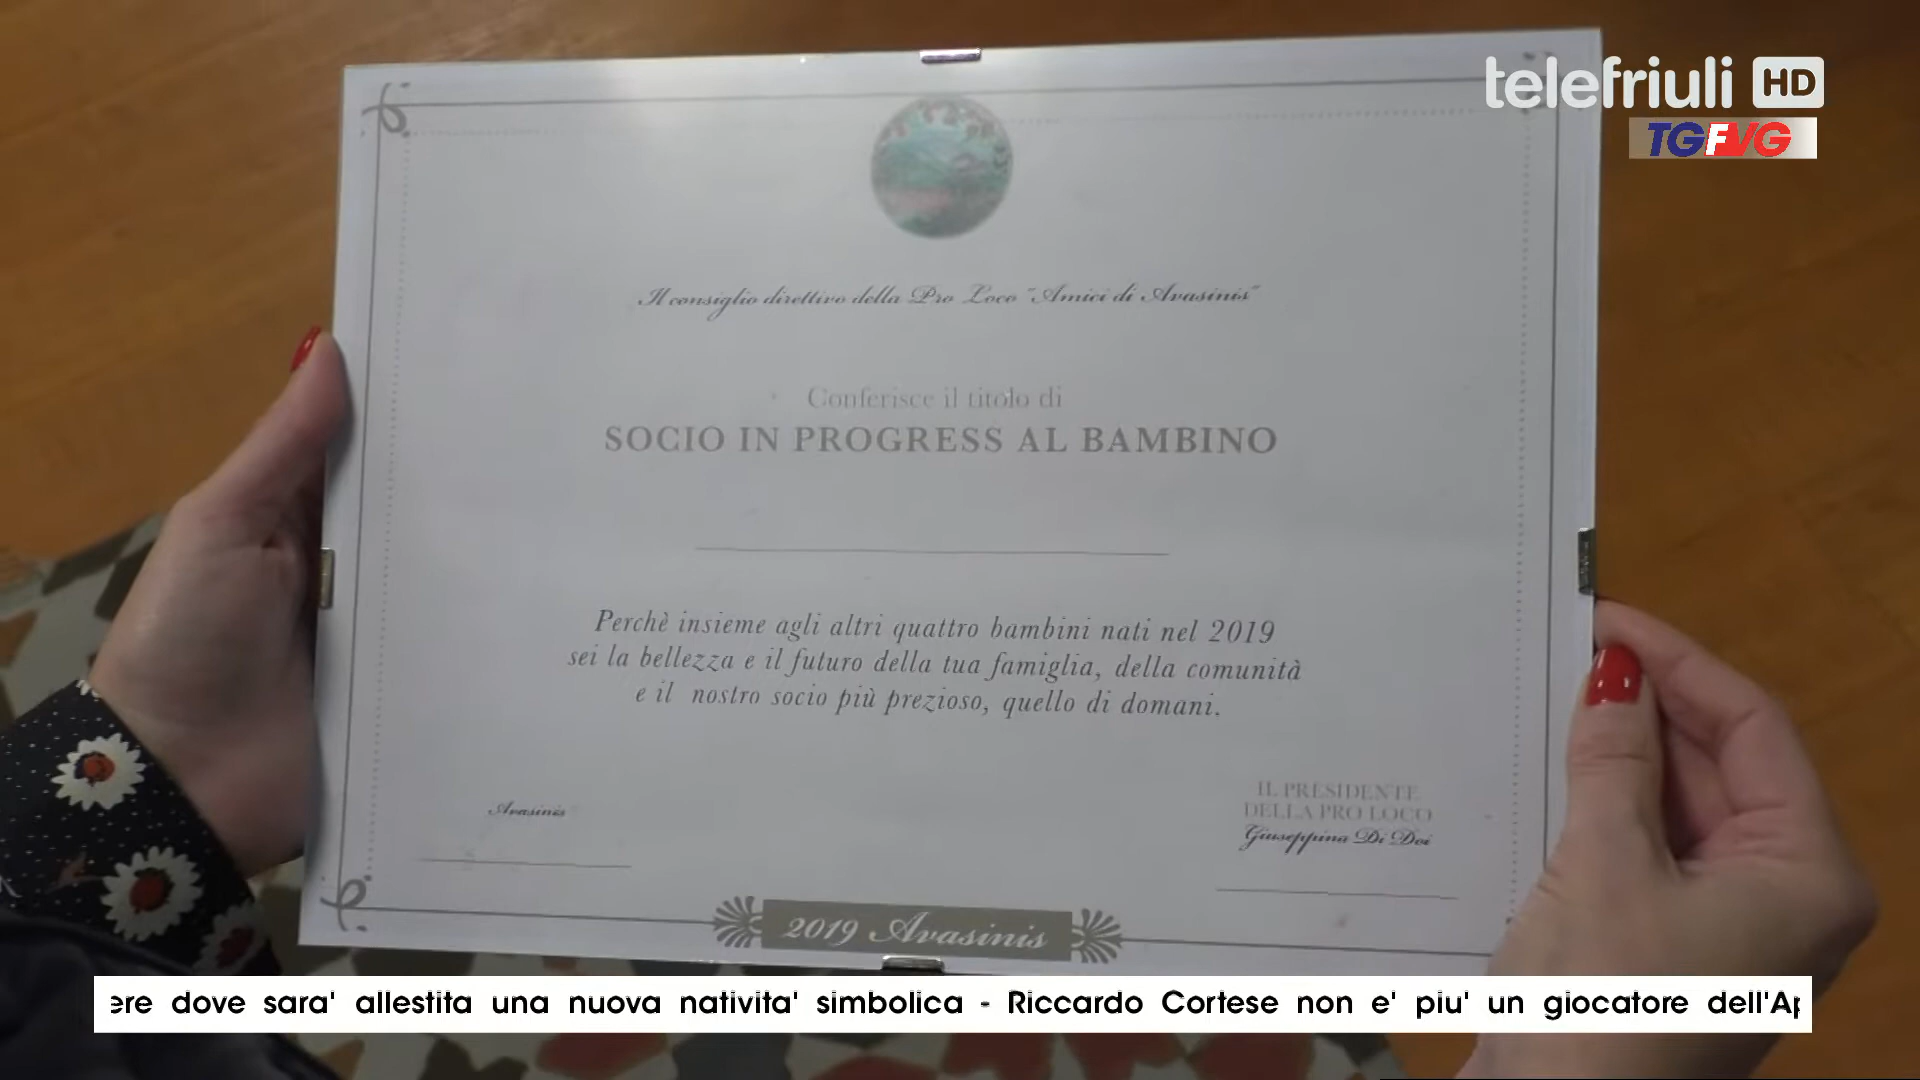 telefriuli HD
TGFVG
Il consiglio direttivo della Pro Loco "Amici di Avasinis"
Conferisce il titolo di
SOCIO IN PROGRESS AL BAMBINO
Perchè insieme agli altri quattro bambini nati nel 2019
sei la bellezza e il futuro della tua famiglia, della comunità
e il nostro socio più prezioso, quello di domani.
Avasinis
IL PRESIDENTE
DELLA PRO LOCO
Giuseppina Di Doi
2019 Avasinis
ere dove sara' allestita una nuova nativita' simbolica - Riccardo Cortese non e' piu' un giocatore dell'Ap